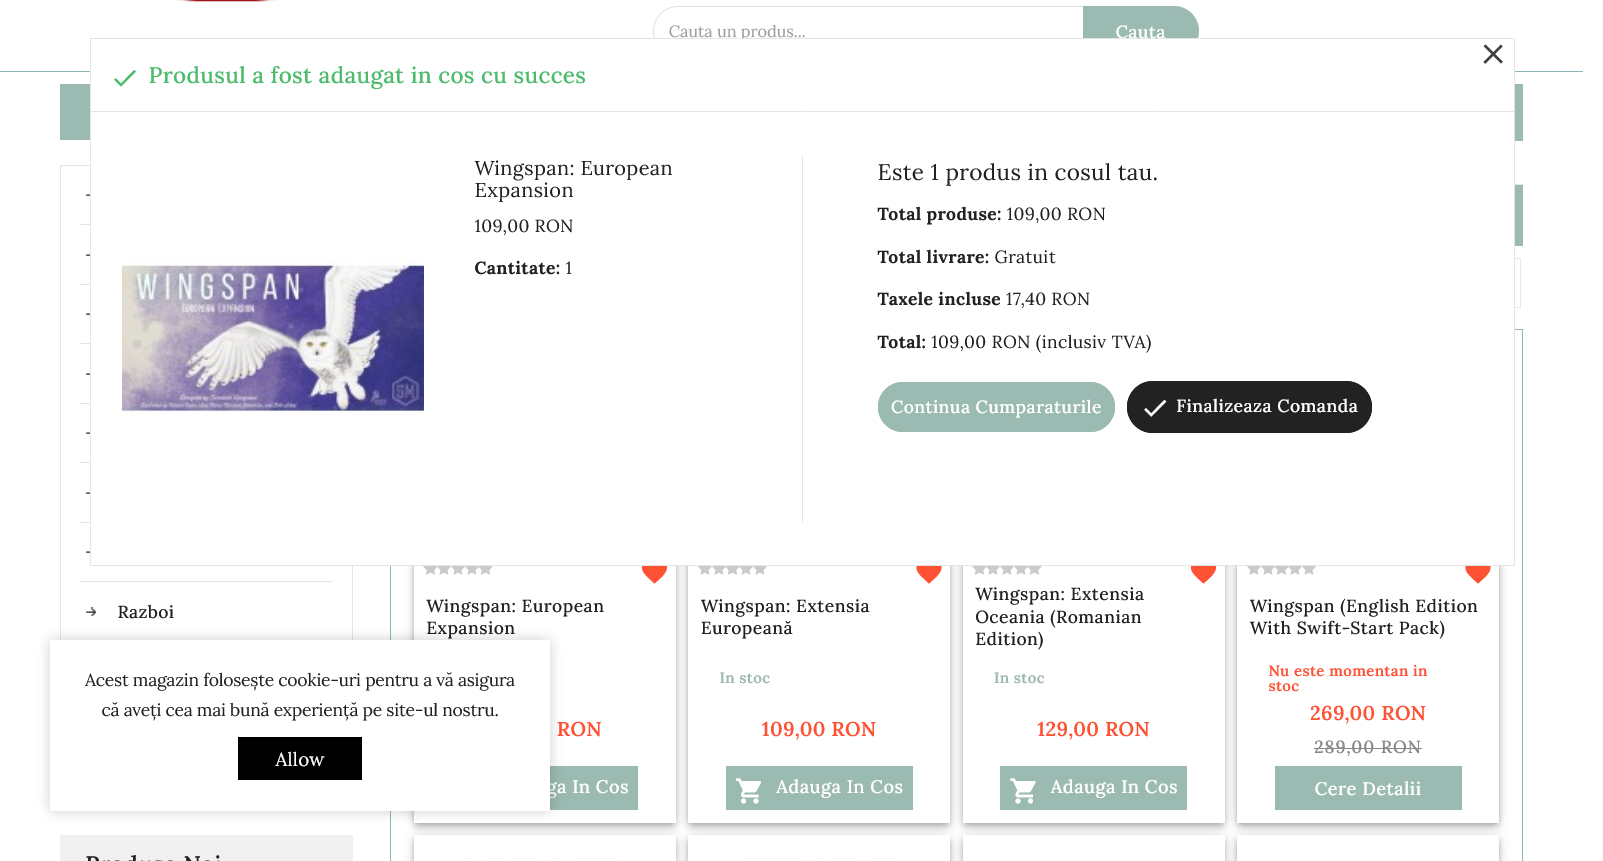 Cauta un produs...
Cauta
Produsul a fost adaugat in cos cu succes
Wingspan: European
Expansion
109,00 RON
Cantitate: 1
WINGSPAN
EUROPEAN EXPANSION
Este 1 produs in cosul tau.
Total produse: 109,00 RON
Total livrare: Gratuit
Taxele incluse 17,40 RON
Total: 109,00 RON (inclusiv TVA)
Continua Cumparaturile
Finalizeaza Comanda
Razboi
Wingspan: European
Expansion
RON
ga In Cos
Wingspan: Extensia
Europeană
In stoc
109,00 RON
Adauga In Cos
Wingspan: Extensia
Oceania (Romanian
Edition)
In stoc
129,00 RON
Adauga In Cos
Wingspan (English Edition
With Swift-Start Pack)
Nu este momentan in
stoc
269,00 RON
289,00 RON
Cere Detalii
Acest magazin folosește cookie-uri pentru a vă asigura
că aveți cea mai bună experiență pe site-ul nostru.
Allow
Produse Noi